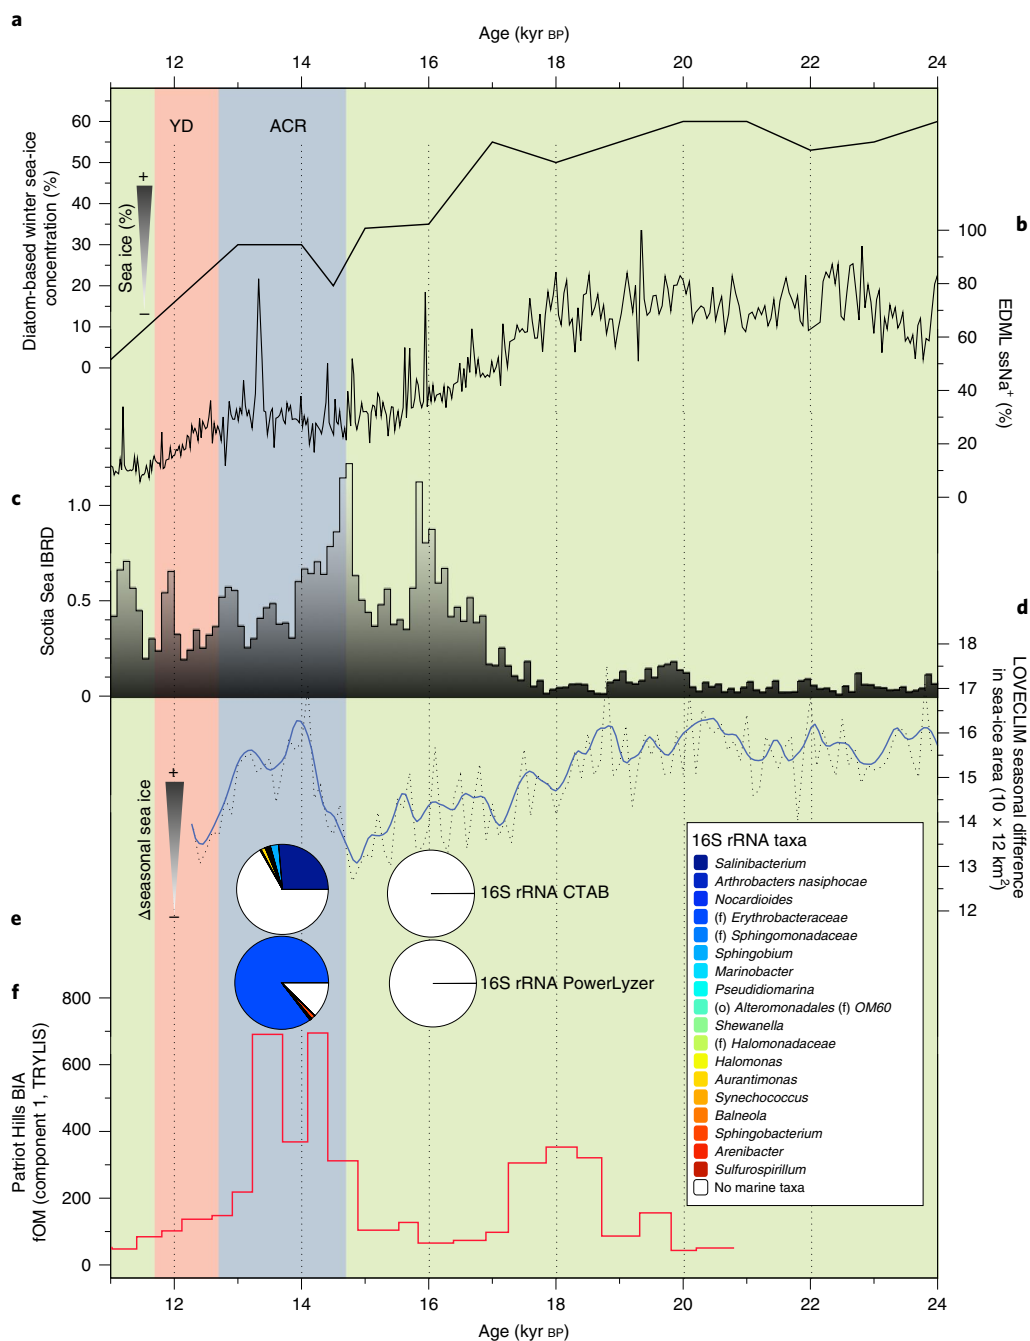 a
Age (kyr BP)
12 14 16 18 20 22 24
YD
ACR
60
50
40
30
20
10
0
Diatom-based winter sea-ice
concentration (%)
Sea ice (%)
+
–
b
100
80
60
40
20
0
EDML ssNa+ (%)
c
1.0
0.5
0
Scotia Sea IBRD
d
18
17
16
15
14
13
12
LOVECLIM seasonal difference
in sea-ice area (10 × 12 km²)
Δseasonal sea ice
+
–
e
16S rRNA CTAB
16S rRNA PowerLyzer
16S rRNA taxa
Salinibacterium
Arthrobacters nasiphocae
Nocardioides
(f) Erythrobacteraceae
(f) Sphingomonadaceae
Sphingobium
Marinobacter
Pseudidiomarina
(o) Alteromonadales (f) OM60
Shewanella
(f) Halomonadaceae
Halomonas
Aurantimonas
Synechococcus
Balneola
Sphingobacterium
Arenibacter
Sulfurospirillum
No marine taxa
f
800
600
400
200
0
Patriot Hills BIA
fOM (component 1, TRYLIS)
12 14 16 18 20 22 24
Age (kyr BP)